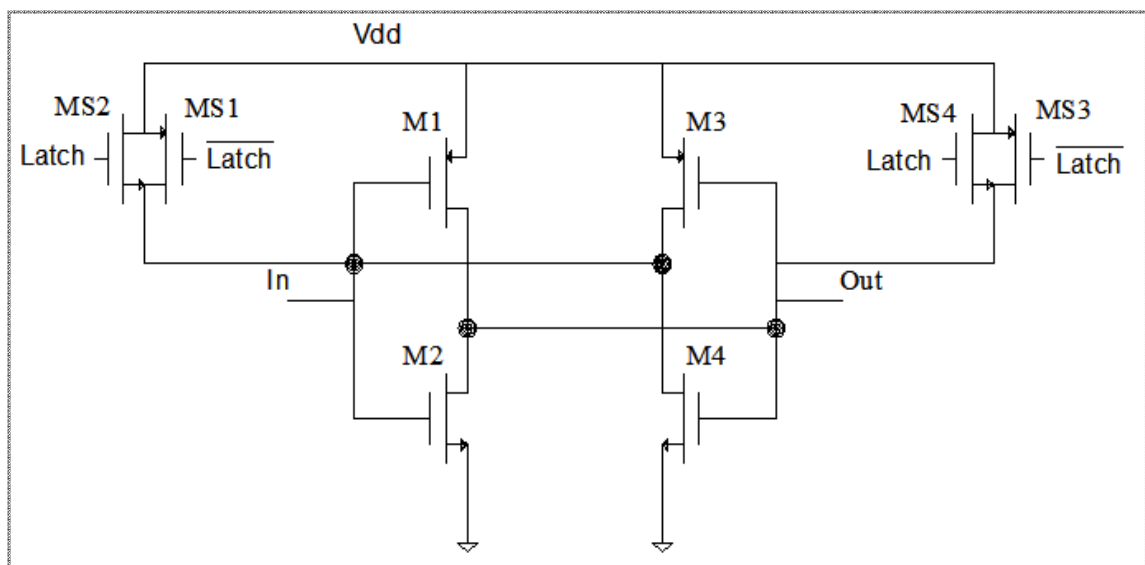 Vdd
MS2
MS1
Latch
Latch
M1
M3
MS4
MS3
Latch
Latch
In
Out
M2
M4